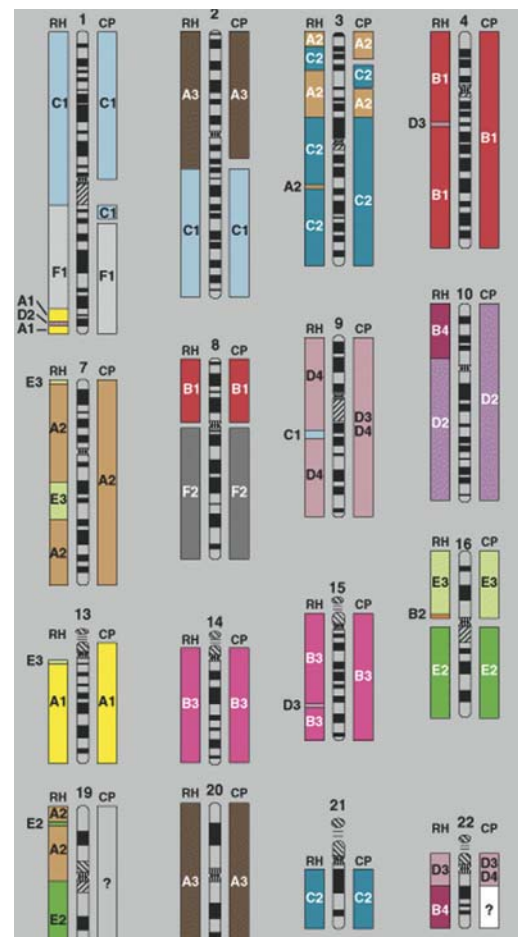 RH 1 CP
C1
C1
C1
F1
F1
A1
D2
A1
RH 2 CP
A3
A3
C1
C1
RH 3 CP
A2
A2
C2
C2
A2
A2
C2
C2
A2
C2
RH 4 CP
B1
D3
B1
B1
RH 7 CP
E3
A2
A2
E3
A2
RH 8 CP
B1
B1
F2
F2
RH 9 CP
D4
D3
D4
C1
D4
RH 10 CP
B4
D2
D2
RH 13 CP
E3
A1
A1
RH 14 CP
B3
B3
RH 15 CP
B3
B3
D3
B3
RH 16 CP
E3
E3
B2
E2
E2
RH 19 CP
A2
E2
A2
?
E2
RH 20 CP
A3
A3
RH 21 CP
C2
C2
RH 22 CP
D3
D3
D4
B4
?